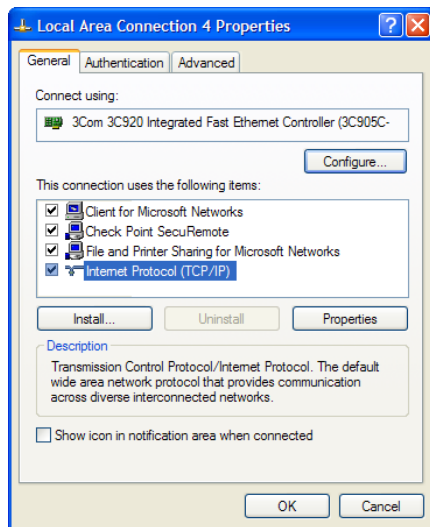 Local Area Connection 4 Properties
General Authentication Advanced
Connect using:
3Com 3C920 Integrated Fast Ethernet Controller (3C905C-
Configure...
This connection uses the following items:
Client for Microsoft Networks
Check Point SecuRemote
File and Printer Sharing for Microsoft Networks
Internet Protocol (TCP/IP)
Install... Uninstall Properties
Description
Transmission Control Protocol/Internet Protocol. The default
wide area network protocol that provides communication
across diverse interconnected networks.
Show icon in notification area when connected
OK Cancel